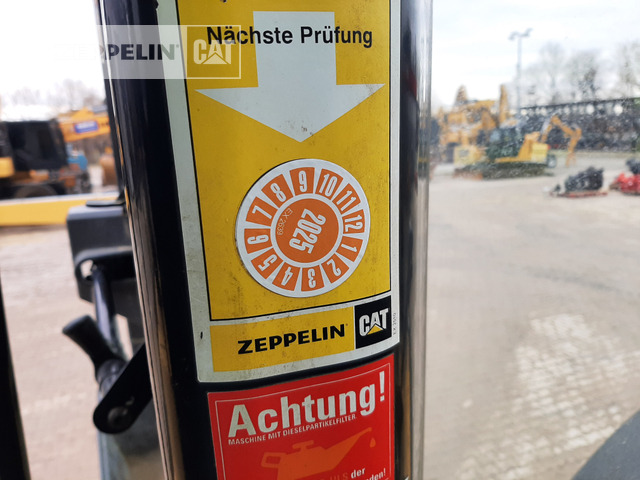 ZEPPELIN CAT
Nächste Prüfung
1 2 3 4 5 6 7 8 9 10 11 12
2025
ZEPPELIN CAT
Achtung!
MASCHINE MIT DIESELPARTIKELFILTER.
der